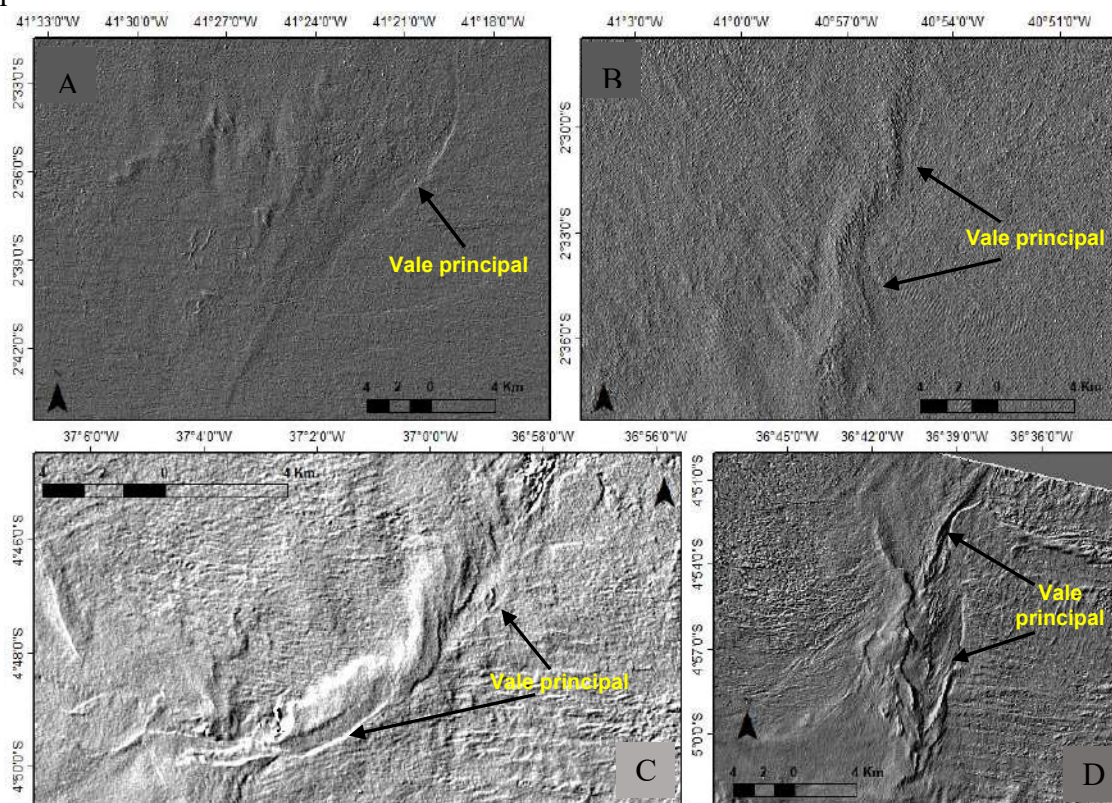 41°33'0"W 41°30'0"W 41°27'0"W 41°24'0"W 41°21'0"W 41°18'0"W
2°33'0"S
2°36'0"S
2°39'0"S
2°42'0"S
A
Vale principal
4 2 0 4 Km
41°3'0"W 41°0'0"W 40°57'0"W 40°54'0"W 40°51'0"W
2°30'0"S
2°33'0"S
2°36'0"S
B
Vale principal
4 2 0 4 Km
37°6'0"W 37°4'0"W 37°2'0"W 37°0'0"W 36°58'0"W 36°56'0"W
4 0 4 Km
4°46'0"S
4°48'0"S
4°50'0"S
Vale principal
C
36°45'0"W 36°42'0"W 36°39'0"W 36°36'0"W
4°51'0"S
4°54'0"S
4°57'0"S
5°0'0"S
Vale
principal
4 2 0 4 Km
D